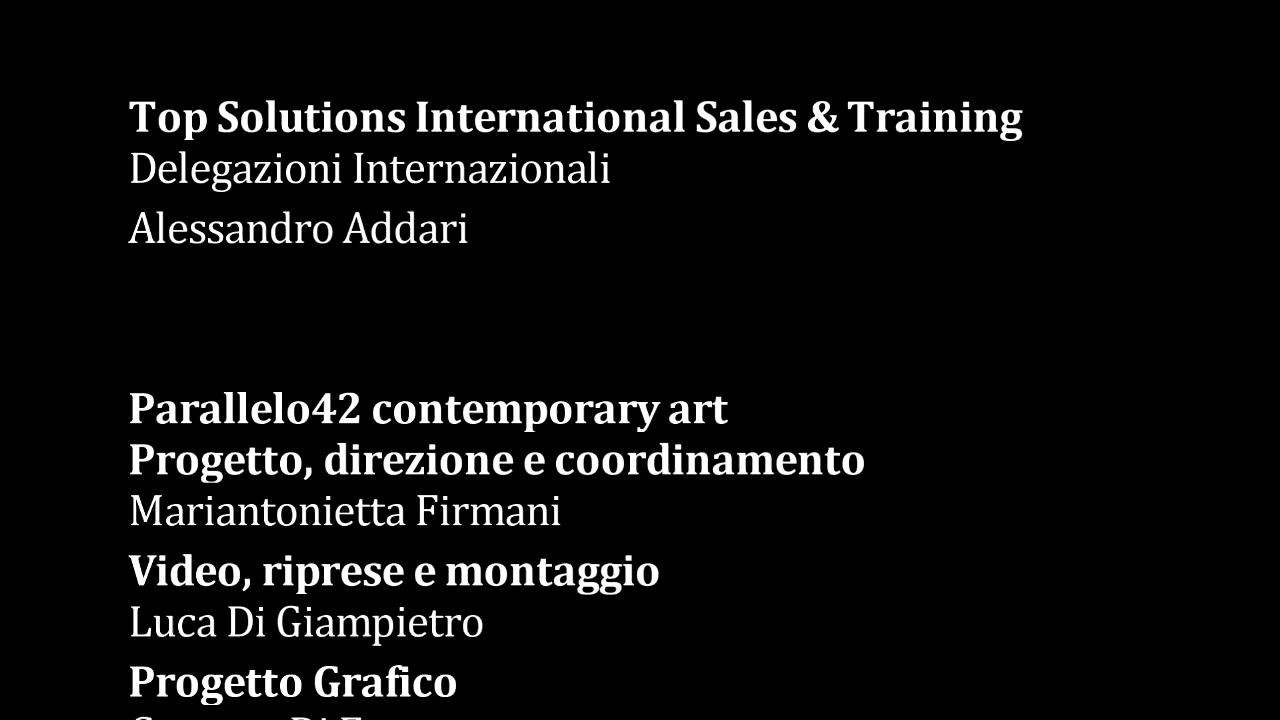 Top Solutions International Sales & Training
Delegazioni Internazionali
Alessandro Addari
Parallelo42 contemporary art
Progetto, direzione e coordinamento
Mariantonietta Firmani
Video, riprese e montaggio
Luca Di Giampietro
Progetto Grafico